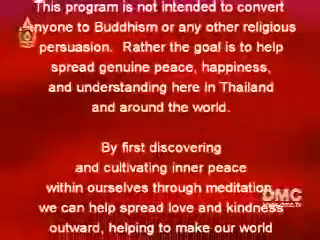 This program is not intended to convert
anyone to Buddhism or any other religious
persuasion. Rather the goal is to help
spread genuine peace, happiness,
and understanding here in Thailand
and around the world.
By first discovering
and cultivating inner peace
within ourselves through meditation,
we can help spread love and kindness
outward, helping to make our world
DMC